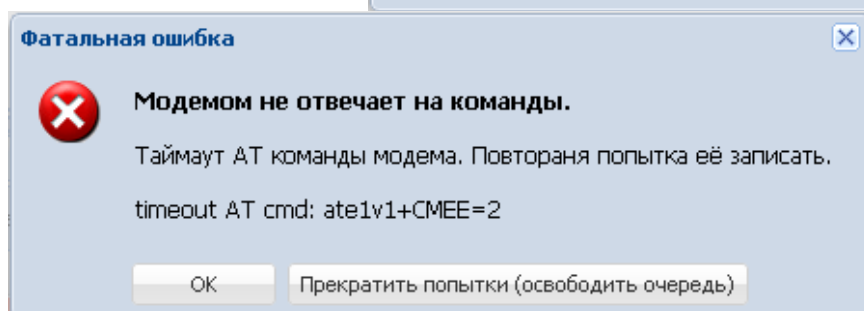 Фатальная ошибка
Модемом не отвечает на команды.
Таймаут АТ команды модема. Повтораня попытка её записать.
timeout AT cmd: ate1v1+CMEE=2
OK
Прекратить попытки (освободить очередь)